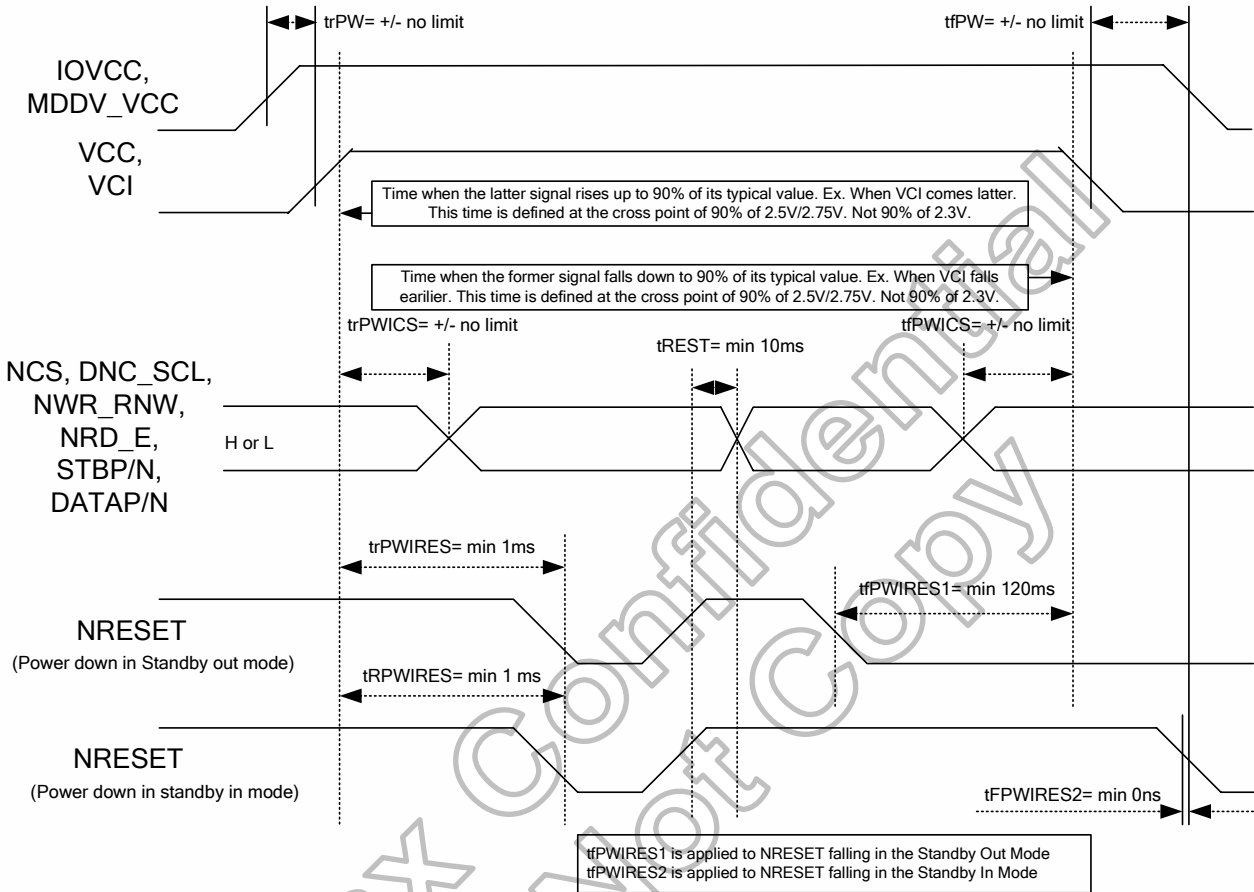 trPW= +/- no limit
tfPW= +/- no limit
IOVCC,
MDDV_VCC
VCC,
VCI
Time when the latter signal rises up to 90% of its typical value. Ex. When VCI comes latter.
This time is defined at the cross point of 90% of 2.5V/2.75V. Not 90% of 2.3V.
Time when the former signal falls down to 90% of its typical value. Ex. When VCI falls
earilier. This time is defined at the cross point of 90% of 2.5V/2.75V. Not 90% of 2.3V.
trPWICS= +/- no limit
tfPWICS= +/- no limit
tREST= min 10ms
NCS, DNC_SCL,
NWR_RNW,
NRD_E,
STBP/N,
DATAP/N
H or L
trPWIRES= min 1ms
tfPWIRES1= min 120ms
NRESET
(Power down in Standby out mode)
tRPWIRES= min 1 ms
NRESET
(Power down in standby in mode)
tFPWIRES2= min 0ns
tfPWIRES1 is applied to NRESET falling in the Standby Out Mode
tfPWIRES2 is applied to NRESET falling in the Standby In Mode
x Confidential
Not Copy